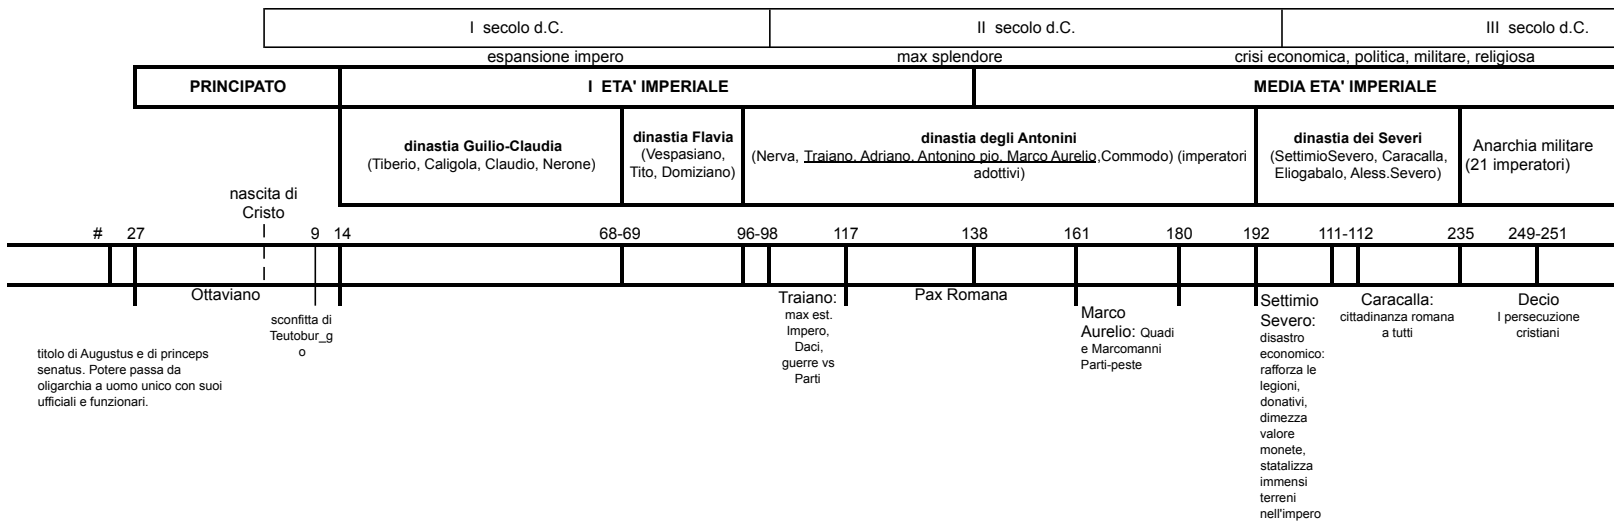 I secolo d.C.
II secolo d.C.
III secolo d.C.
espansione impero
max splendore
crisi economica, politica, militare, religiosa
PRINCIPATO
I ETA' IMPERIALE
MEDIA ETA' IMPERIALE
dinastia Guilio-Claudia
(Tiberio, Caligola, Claudio, Nerone)
dinastia Flavia
(Vespasiano,
Tito, Domiziano)
dinastia degli Antonini
(Nerva, Traiano, Adriano, Antonino pio, Marco Aurelio,Commodo) (imperatori
adottivi)
dinastia dei Severi
(SettimioSevero, Caracalla,
Eliogabalo, Aless.Severo)
Anarchia militare
(21 imperatori)
nascita di
Cristo
#
27
9
14
68-69
96-98
117
138
161
180
192
111-112
235
249-251
Ottaviano
sconfitta di
Teutobur_g
o
titolo di Augustus e di princeps
senatus. Potere passa da
oligarchia a uomo unico con suoi
ufficiali e funzionari.
Traiano:
max est.
Impero,
Daci,
guerre vs
Parti
Pax Romana
Marco
Aurelio: Quadi
e Marcomanni
Parti-peste
Settimio
Severo:
disastro
economico:
rafforza le
legioni,
donativi,
dimezza
valore
monete,
statalizza
immensi
terreni
nell'impero
Caracalla:
cittadinanza romana
a tutti
Decio
I persecuzione
cristiani